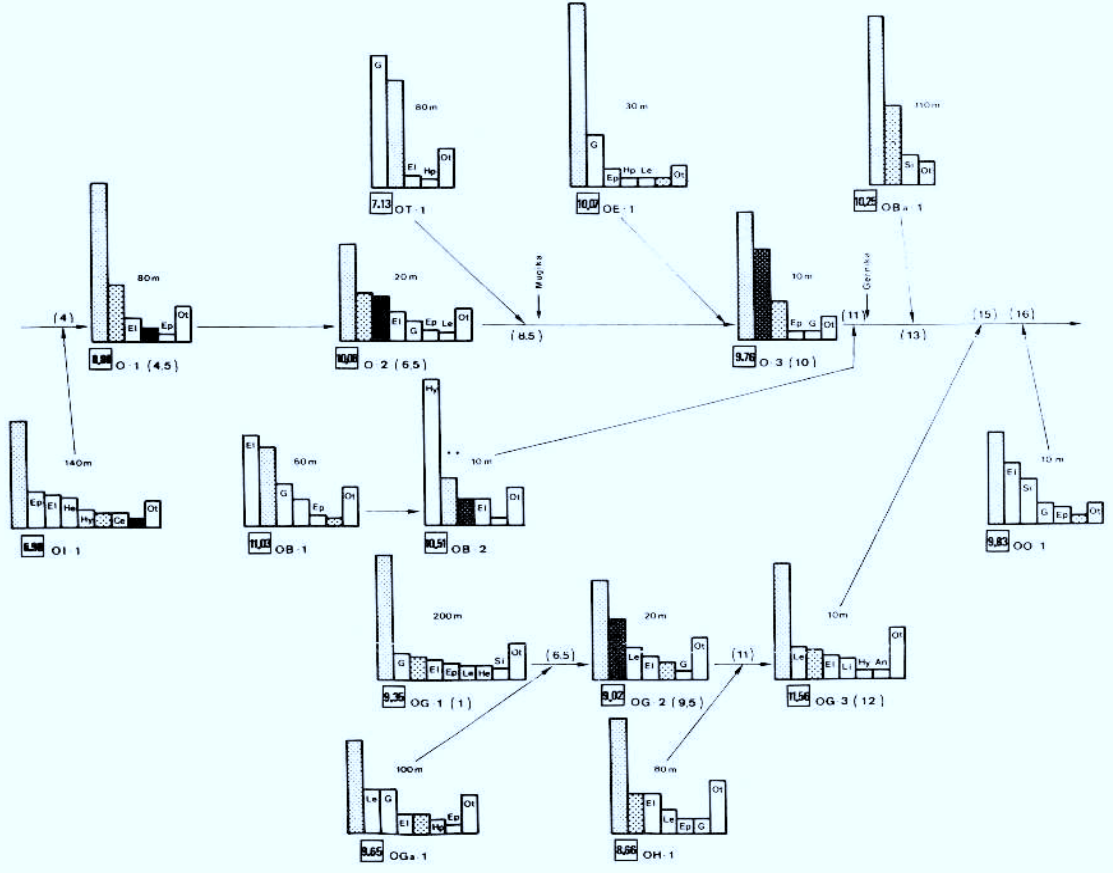 G
80m
El
Hp
Ot
7.13 OT-1
30m
G
Ep
Hp
Le
Ot
10,07 OE-1
110m
Si
Ot
10,25 OBa-1
(4)
80m
El
Ep
Ot
O-1 (4,5)
20m
El
G
Ep
Le
Ot
10,08 O-2 (6,5)
Mugika
(8,5)
10m
Ep
G
Ot
9.76 O-3 (10)
(11)
Gernika
(13)
(15)
(16)
140m
Ep
El
He
Hy
Ce
Ot
6.98 OI-1
El
60m
G
Ep
Ot
11,03 OB-1
Hy
10m
El
Ot
10,51 OB-2
10m
El
Si
G
Ep
Ot
9,83 OO-1
200m
G
El
Ep
Le
He
Si
Ot
9.35 OG-1 (1)
(6,5)
20m
Le
El
G
Ot
9,02 OG-2 (9,5)
(11)
10m
Le
El
Li
Hy
An
Ot
11,56 OG-3 (12)
100m
Le
G
El
Hp
Ep
Ot
9.65 OGa-1
80m
El
Le
Ep
G
Ot
8,66 OH-1